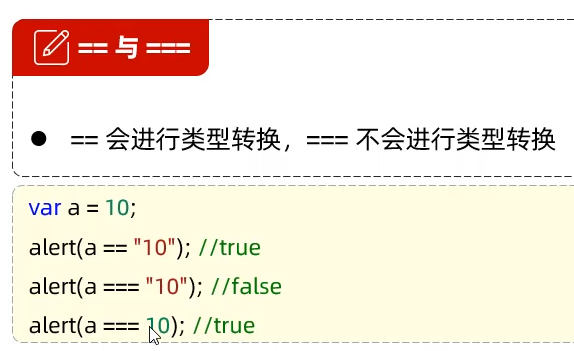 == 与 ===
● == 会进行类型转换，=== 不会进行类型转换
var a = 10;
alert(a == "10"); //true
alert(a === "10"); //false
alert(a === 10); //true